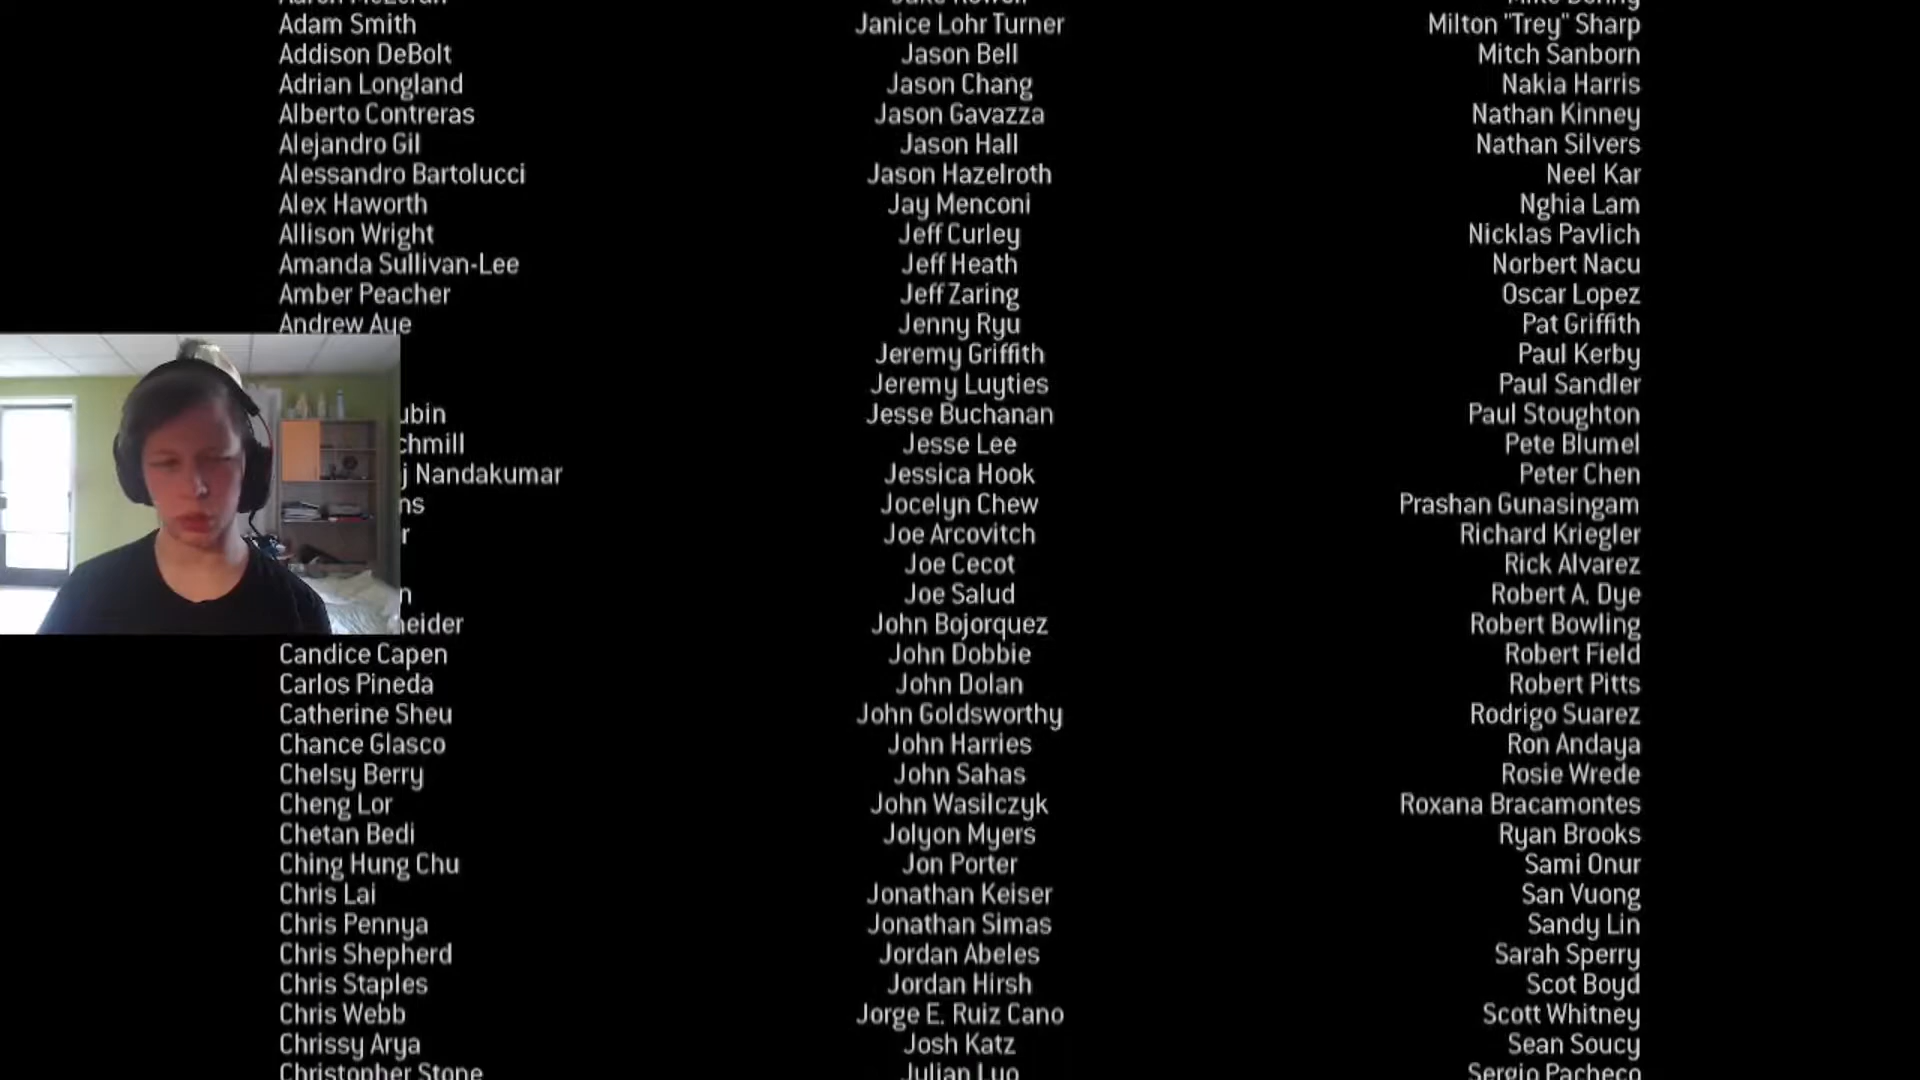 Adam Smith
Addison DeBolt
Adrian Longland
Alberto Contreras
Alejandro Gil
Alessandro Bartolucci
Alex Haworth
Allison Wright
Amanda Sullivan-Lee
Amber Peacher
Andrew Aye
Nandakumar
Candice Capen
Carlos Pineda
Catherine Sheu
Chance Glasco
Chelsy Berry
Cheng Lor
Chetan Bedi
Ching Hung Chu
Chris Lai
Chris Pennya
Chris Shepherd
Chris Staples
Chris Webb
Chrissy Arya
Christopher Stone
Janice Lohr Turner
Jason Bell
Jason Chang
Jason Gavazza
Jason Hall
Jason Hazelroth
Jay Menconi
Jeff Curley
Jeff Heath
Jeff Zaring
Jenny Ryu
Jeremy Griffith
Jeremy Luyties
Jesse Buchanan
Jesse Lee
Jessica Hook
Jocelyn Chew
Joe Arcovitch
Joe Cecot
Joe Salud
John Bojorquez
John Dobbie
John Dolan
John Goldsworthy
John Harries
John Sahas
John Wasilczyk
Jolyon Myers
Jon Porter
Jonathan Keiser
Jonathan Simas
Jordan Abeles
Jordan Hirsh
Jorge E. Ruiz Cano
Josh Katz
Julian Luo
Milton "Trey" Sharp
Mitch Sanborn
Nakia Harris
Nathan Kinney
Nathan Silvers
Neel Kar
Nghia Lam
Nicklas Pavlich
Norbert Nacu
Oscar Lopez
Pat Griffith
Paul Kerby
Paul Sandler
Paul Stoughton
Pete Blumel
Peter Chen
Prashan Gunasingam
Richard Kriegler
Rick Alvarez
Robert A. Dye
Robert Bowling
Robert Field
Robert Pitts
Rodrigo Suarez
Ron Andaya
Rosie Wrede
Roxana Bracamontes
Ryan Brooks
Sami Onur
San Vuong
Sandy Lin
Sarah Sperry
Scot Boyd
Scott Whitney
Sean Soucy
Sergio Pacheco